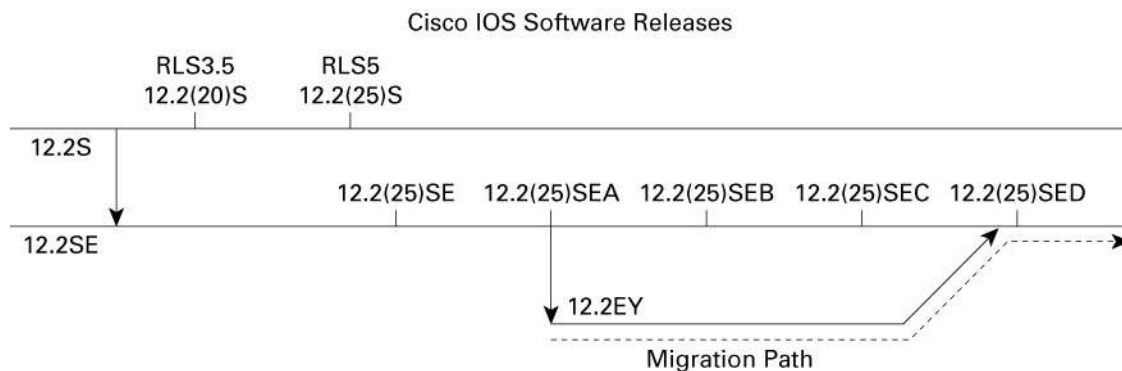 Cisco IOS Software Releases
RLS3.5
12.2(20)S
RLS5
12.2(25)S
12.2S
12.2(25)SE
12.2(25)SEA
12.2(25)SEB
12.2(25)SEC
12.2(25)SED
12.2SE
12.2EY
Migration Path